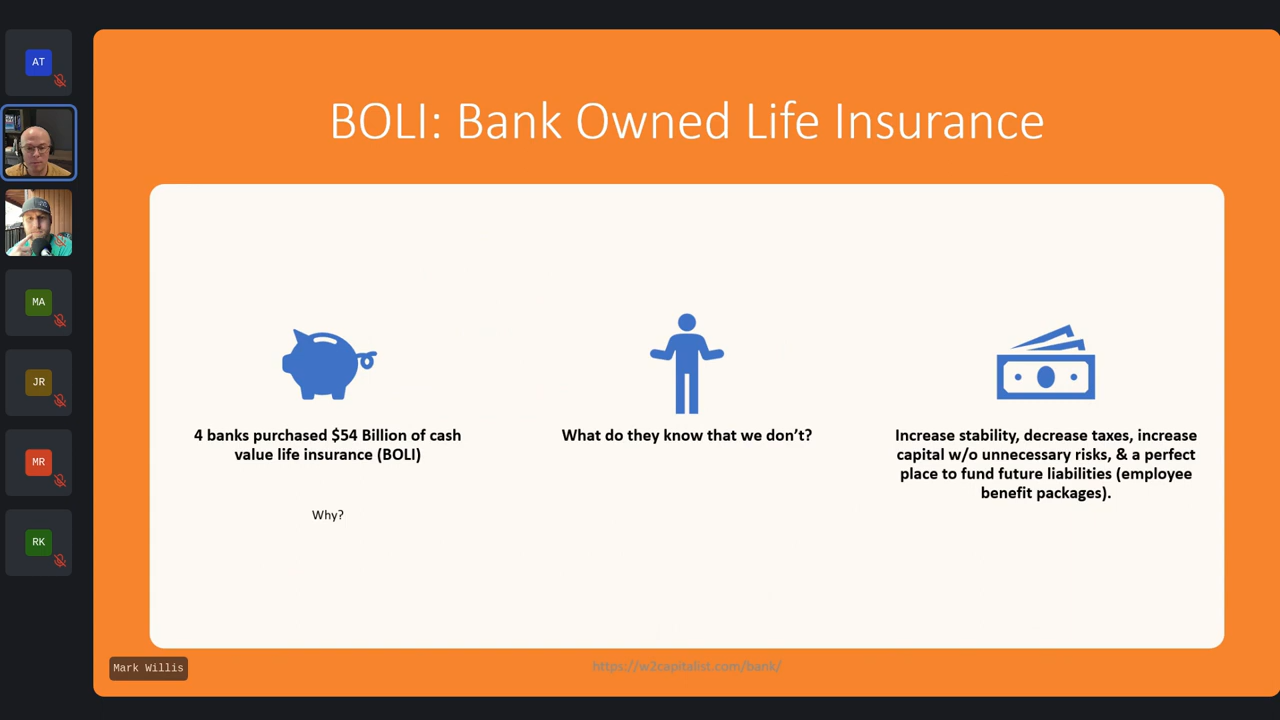 AT
BOLI: Bank Owned Life Insurance
MA
JR
MR
RK
4 banks purchased $54 Billion of cash
value life insurance (BOLI)
Why?
What do they know that we don’t?
Increase stability, decrease taxes, increase
capital w/o unnecessary risks, & a perfect
place to fund future liabilities (employee
benefit packages).
Mark Willis
https://w2capitalist.com/bank/